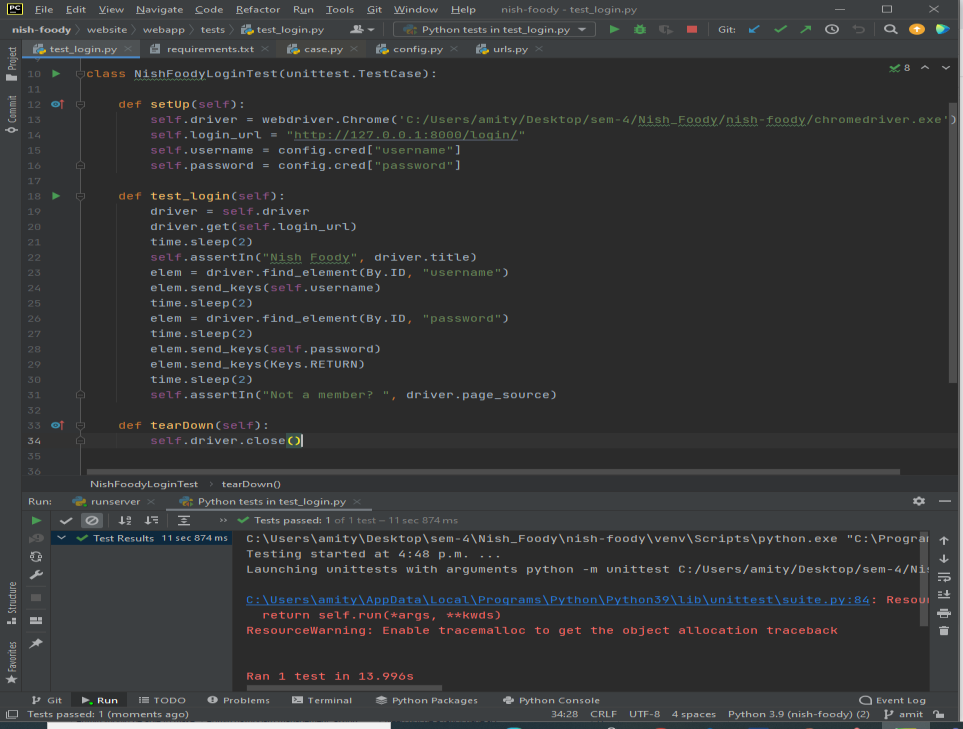 PC File Edit View Navigate Code Refactor Run Tools Git Window Help nish-foody - test_login.py
nish-foody website webapp tests test_login.py Python tests in test_login.py Git:
test_login.py requirements.txt case.py config.py urls.py
Project
Commit
Structure
Favorites
8
10 class NishFoodyLoginTest(unittest.TestCase):
11
12 def setUp(self):
13 self.driver = webdriver.Chrome('C:/Users/amity/Desktop/sem-4/Nish_Foody/nish-foody/chromedriver.exe')
14 self.login_url = "http://127.0.0.1:8000/login/"
15 self.username = config.cred["username"]
16 self.password = config.cred["password"]
17
18 def test_login(self):
19 driver = self.driver
20 driver.get(self.login_url)
21 time.sleep(2)
22 self.assertIn("Nish Foody", driver.title)
23 elem = driver.find_element(By.ID, "username")
24 elem.send_keys(self.username)
25 time.sleep(2)
26 elem = driver.find_element(By.ID, "password")
27 time.sleep(2)
28 elem.send_keys(self.password)
29 elem.send_keys(Keys.RETURN)
30 time.sleep(2)
31 self.assertIn("Not a member? ", driver.page_source)
32
33 def tearDown(self):
34 self.driver.close()
35
36
NishFoodyLoginTest tearDown()
Run: runserver Python tests in test_login.py
Tests passed: 1 of 1 test – 11 sec 874 ms
Test Results 11 sec 874 ms
C:\Users\amity\Desktop\sem-4\Nish_Foody\nish-foody\venv\Scripts\python.exe "C:\Program
Testing started at 4:48 p.m. ...
Launching unittests with arguments python -m unittest C:/Users/amity/Desktop/sem-4/Nis
C:\Users\amity\AppData\Local\Programs\Python\Python39\lib\unittest\suite.py:84: Resour
return self.run(*args, **kwds)
ResourceWarning: Enable tracemalloc to get the object allocation traceback
Ran 1 test in 13.996s
Git Run TODO Problems Terminal Python Packages Python Console Event Log
Tests passed: 1 (moments ago) 34:28 CRLF UTF-8 4 spaces Python 3.9 (nish-foody) (2) amit